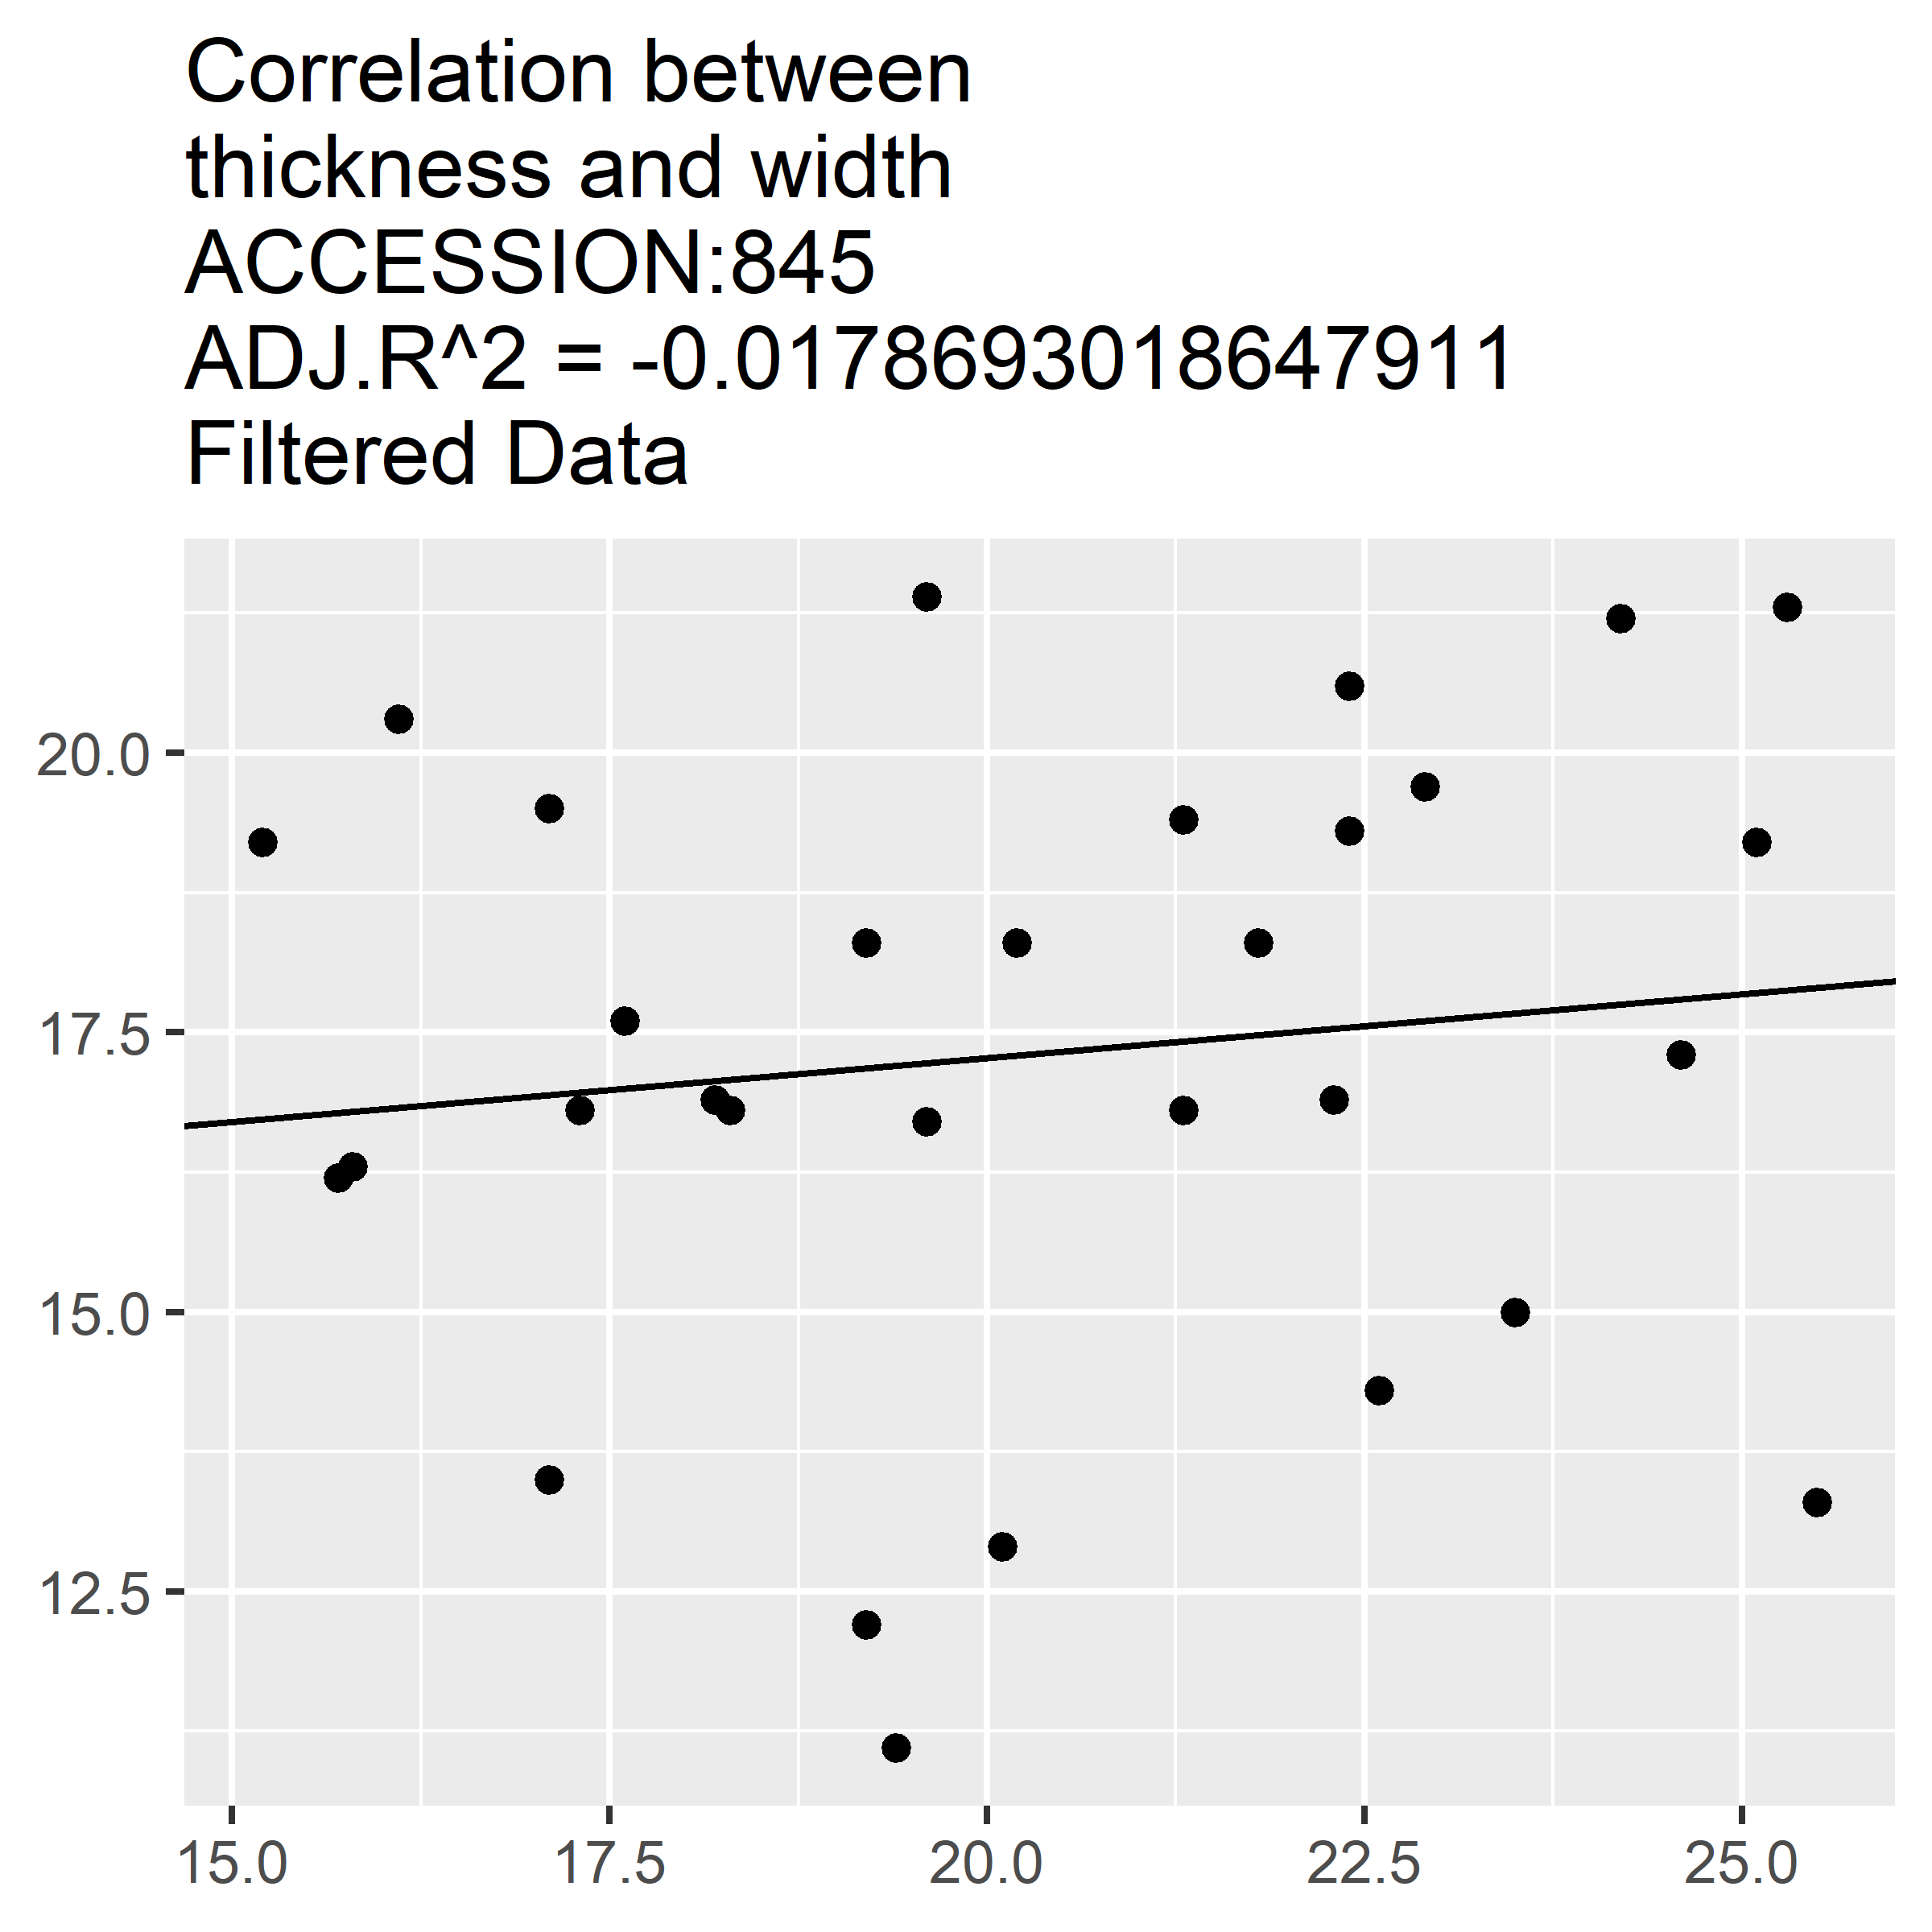 Correlation between
thickness and width
ACCESSION:845
ADJ.R^2 = -0.0178693018647911
Filtered Data
20.0
17.5
15.0
12.5
15.0 17.5 20.0 22.5 25.0